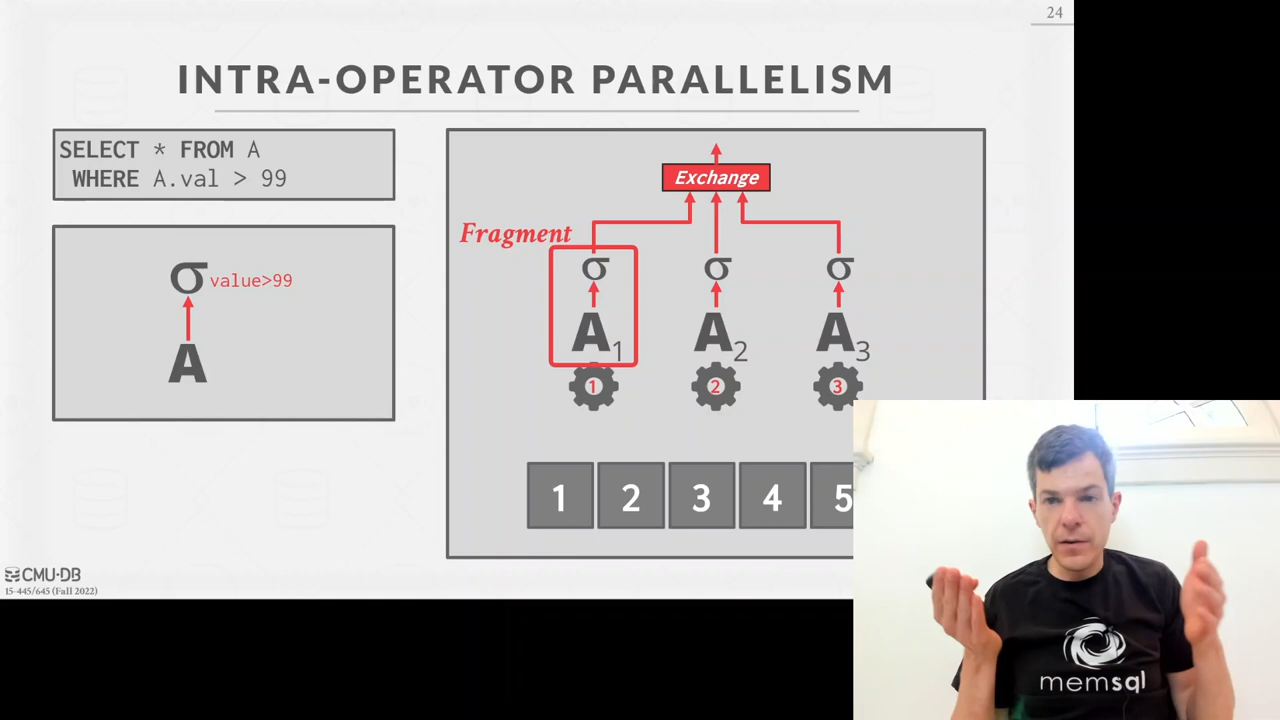 24
INTRA-OPERATOR PARALLELISM
SELECT * FROM A
WHERE A.val > 99
σ value>99
A
Exchange
Fragment
σ σ σ
A1 A2 A3
1 2 3
1 2 3 4 5
CMU·DB
15-445/645 (Fall 2022)
memsql